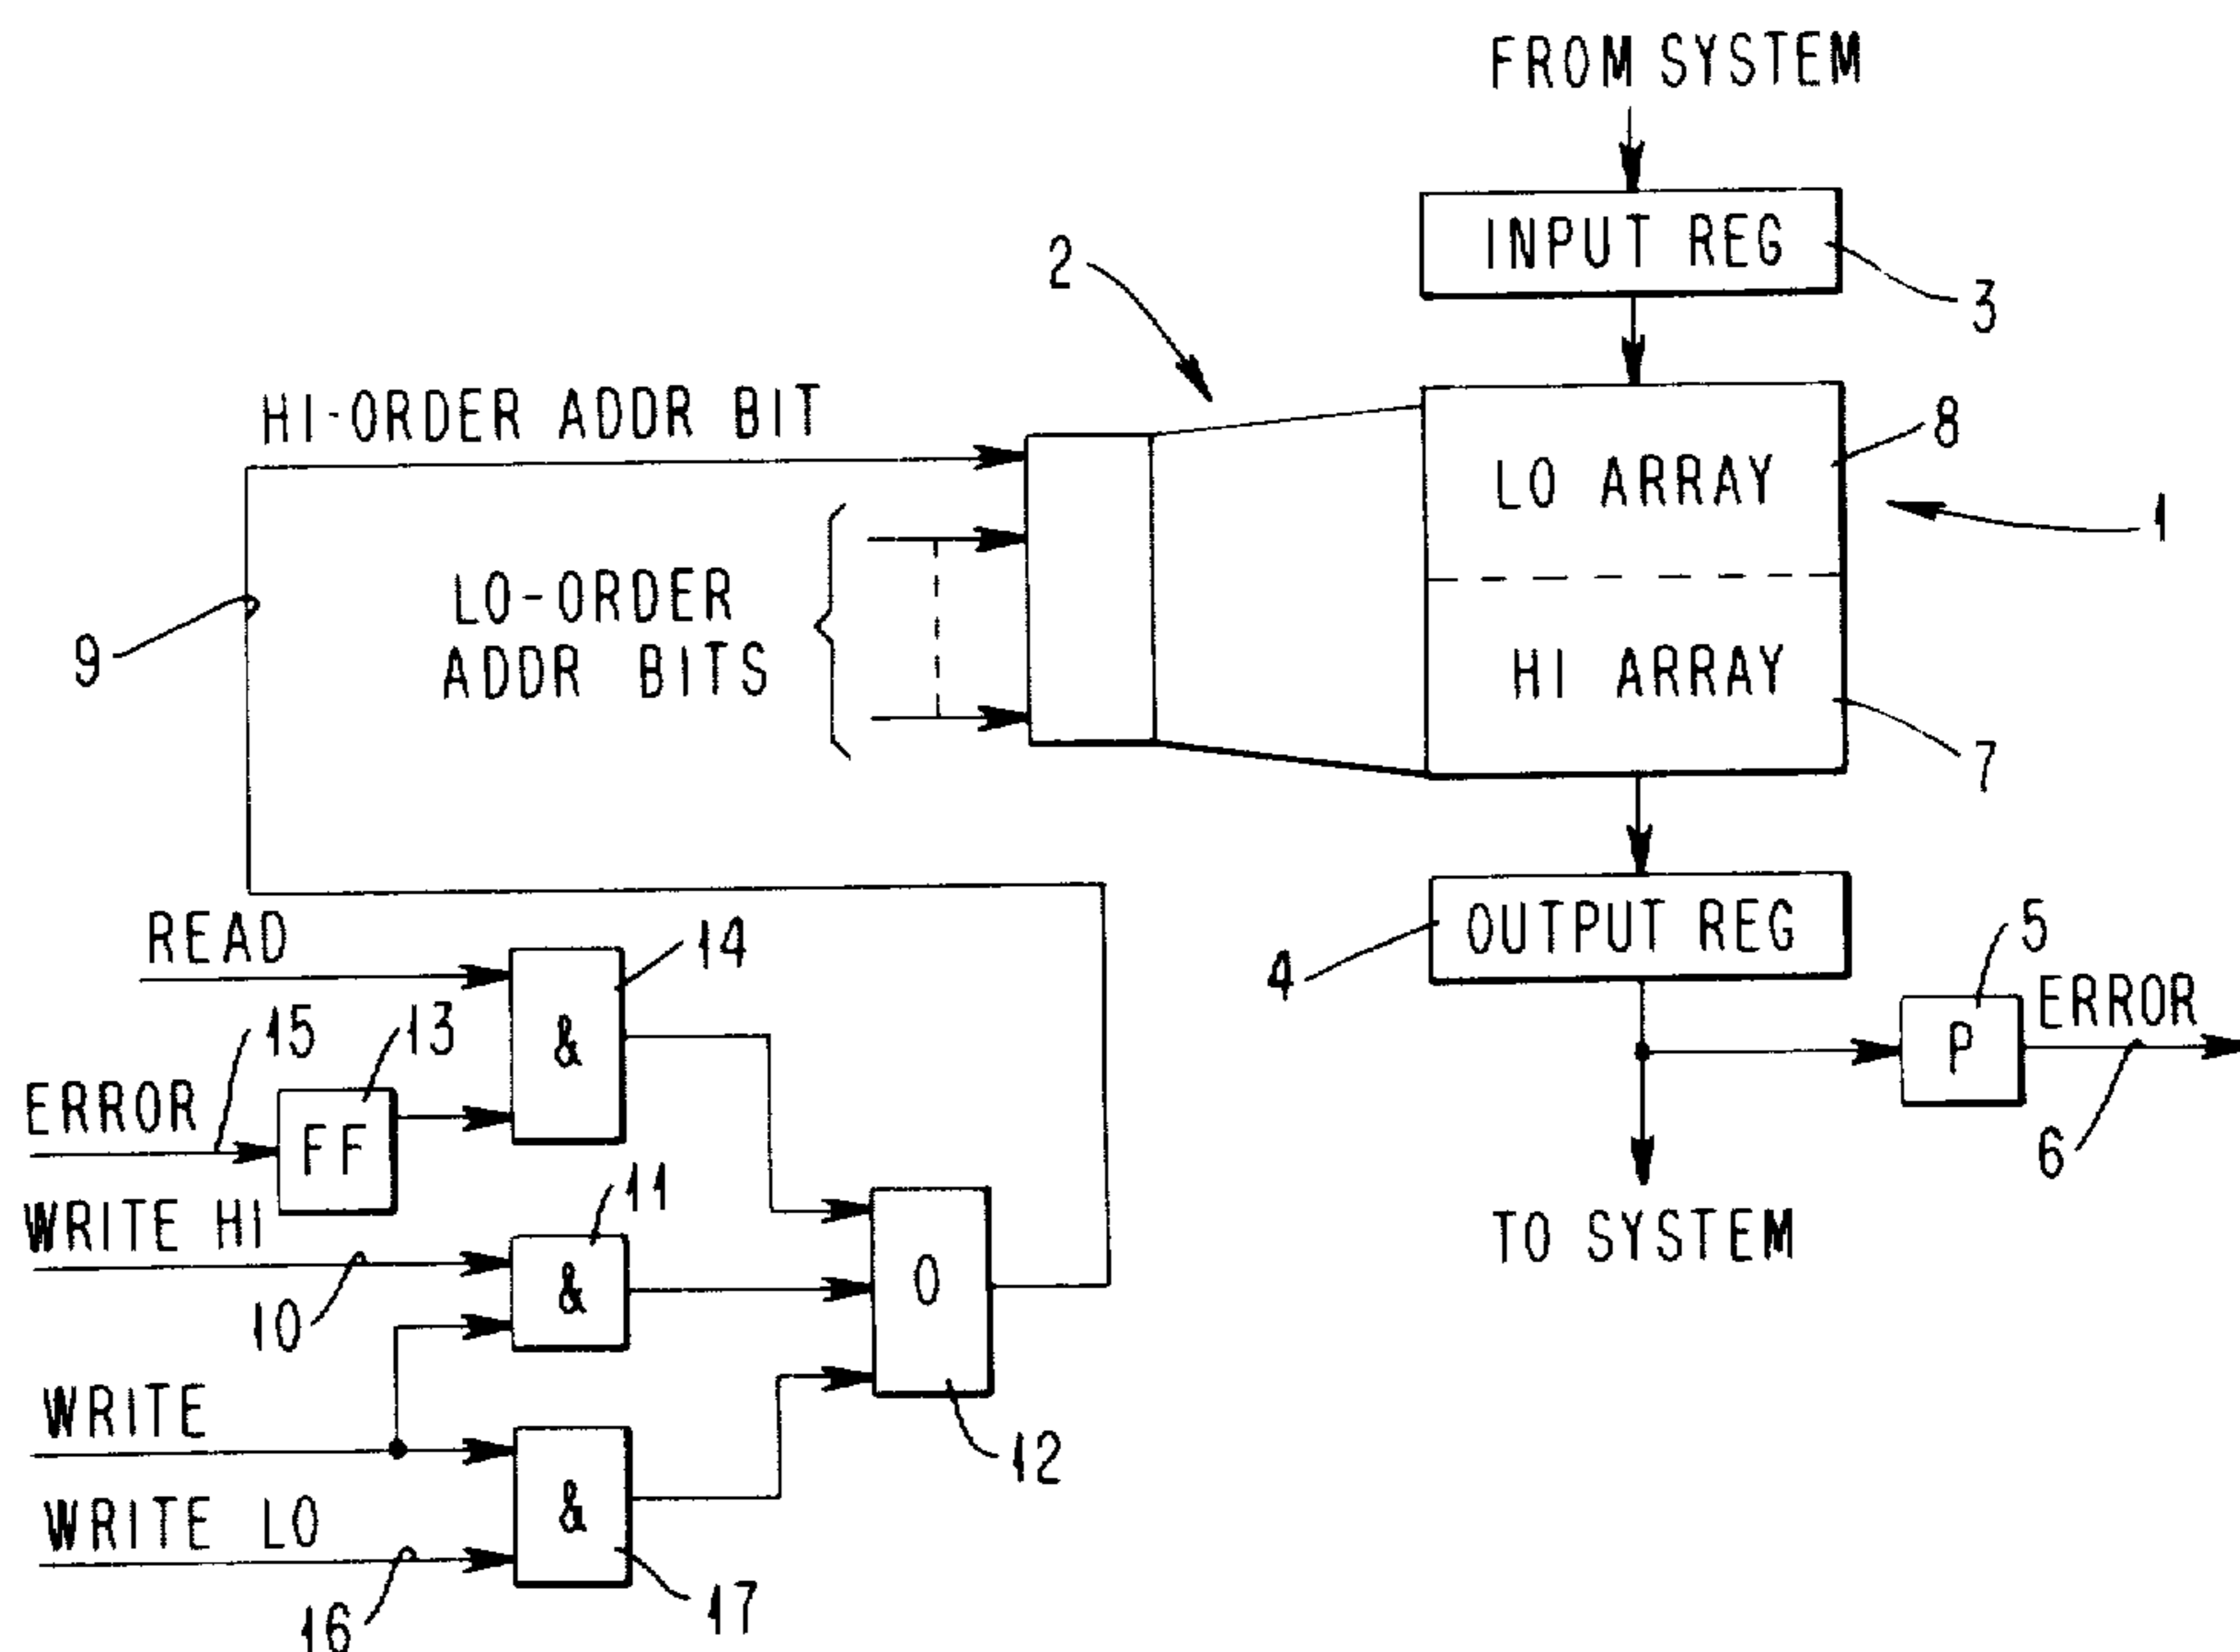 FROM SYSTEM
INPUT REG
2
3
HI-ORDER ADDR BIT
8
LO ARRAY
1
LO-ORDER
ADDR BITS
9
HI ARRAY
7
READ
14
OUTPUT REG
4
5
ERROR
15
13
&
P
ERROR
FF
6
WRITE HI
11
TO SYSTEM
&
O
10
WRITE
12
WRITE LO
&
16
17